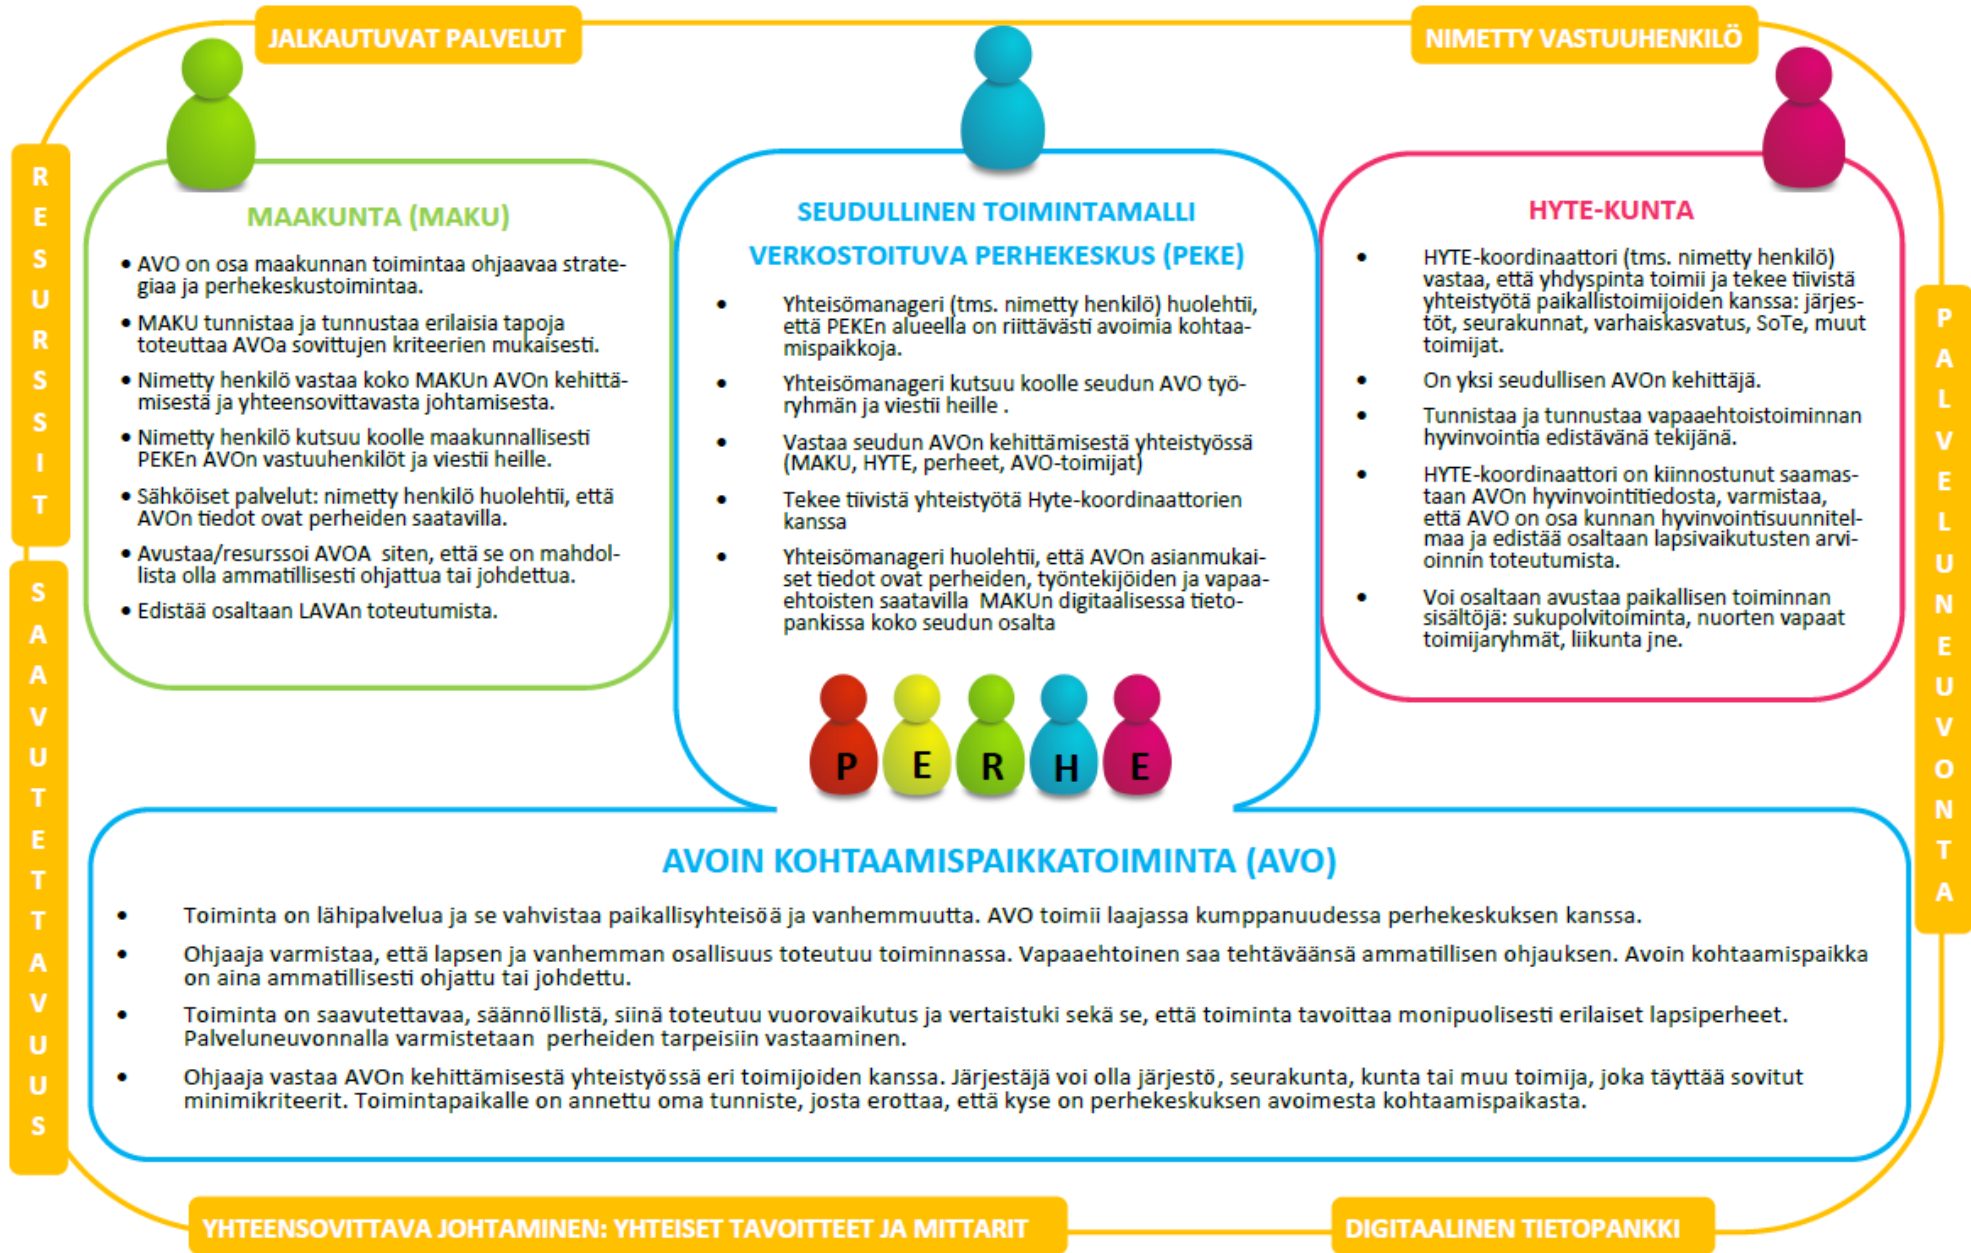 JALKAUTUVAT PALVELUT
NIMETTY VASTUUHENKILÖ
RESURSSIT
SAAVUTETTAVUUS
MAAKUNTA (MAKU)
• AVO on osa maakunnan toimintaa ohjaavaa strate-
giaa ja perhekeskustoimintaa.
• MAKU tunnistaa ja tunnustaa erilaisia tapoja
toteuttaa AVOa sovittujen kriteerien mukaisesti.
• Nimetty henkilö vastaa koko MAKUn AVOn kehittä-
misestä ja yhteensovittavasta johtamisesta.
• Nimetty henkilö kutsuu koolle maakunnallisesti
PEKEn AVOn vastuuhenkilöt ja viestii heille.
• Sähköiset palvelut: nimetty henkilö huolehtii, että
AVOn tiedot ovat perheiden saatavilla.
• Avustaa/resurssoi AVOA siten, että se on mahdol-
lista olla ammatillisesti ohjattua tai johdettua.
• Edistää osaltaan LAVAn toteutumista.
SEUDULLINEN TOIMINTAMALLI
VERKOSTOITUVA PERHEKESKUS (PEKE)
• Yhteisömanageri (tms. nimetty henkilö) huolehtii,
että PEKEn alueella on riittävästi avoimia kohtaa-
mispaikkoja.
• Yhteisömanageri kutsuu koolle seudun AVO työ-
ryhmän ja viestii heille .
• Vastaa seudun AVOn kehittämisestä yhteistyössä
(MAKU, HYTE, perheet, AVO-toimijat)
• Tekee tiivistä yhteistyötä Hyte-koordinaattorien
kanssa
• Yhteisömanageri huolehtii, että AVOn asianmukai-
set tiedot ovat perheiden, työntekijöiden ja vapaa-
ehtoisten saatavilla MAKUn digitaalisessa tieto-
pankissa koko seudun osalta
P E R H E
HYTE-KUNTA
• HYTE-koordinaattori (tms. nimetty henkilö)
vastaa, että yhdyspinta toimii ja tekee tiivistä
yhteistyötä paikallistoimijoiden kanssa: järjes-
töt, seurakunnat, varhaiskasvatus, SoTe, muut
toimijat.
• On yksi seudullisen AVOn kehittäjä.
• Tunnistaa ja tunnustaa vapaaehtoistoiminnan
hyvinvointia edistävänä tekijänä.
• HYTE-koordinaattori on kiinnostunut saamas-
taan AVOn hyvinvointitiedosta, varmistaa,
että AVO on osa kunnan hyvinvointisuunnitel-
maa ja edistää osaltaan lapsivaikutusten arvi-
oinnin toteutumista.
• Voi osaltaan avustaa paikallisen toiminnan
sisältöjä: sukupolvitoiminta, nuorten vapaat
toimijaryhmät, liikunta jne.
PALVELUNEUVONTA
AVOIN KOHTAAMISPAIKKATOIMINTA (AVO)
• Toiminta on lähipalvelua ja se vahvistaa paikallisyhteisöä ja vanhemmuutta. AVO toimii laajassa kumppanuudessa perhekeskuksen kanssa.
• Ohjaaja varmistaa, että lapsen ja vanhemman osallisuus toteutuu toiminnassa. Vapaaehtoinen saa tehtäväänsä ammatillisen ohjauksen. Avoin kohtaamispaikka
on aina ammatillisesti ohjattu tai johdettu.
• Toiminta on saavutettavaa, säännöllistä, siinä toteutuu vuorovaikutus ja vertaistuki sekä se, että toiminta tavoittaa monipuolisesti erilaiset lapsiperheet.
Palveluneuvonnalla varmistetaan perheiden tarpeisiin vastaaminen.
• Ohjaaja vastaa AVOn kehittämisestä yhteistyössä eri toimijoiden kanssa. Järjestäjä voi olla järjestö, seurakunta, kunta tai muu toimija, joka täyttää sovitut
minimikriteerit. Toimintapaikalle on annettu oma tunniste, josta erottaa, että kyse on perhekeskuksen avoimesta kohtaamispaikasta.
YHTEENSOVITTAVA JOHTAMINEN: YHTEISET TAVOITTEET JA MITTARIT
DIGITAALINEN TIETOPANKKI